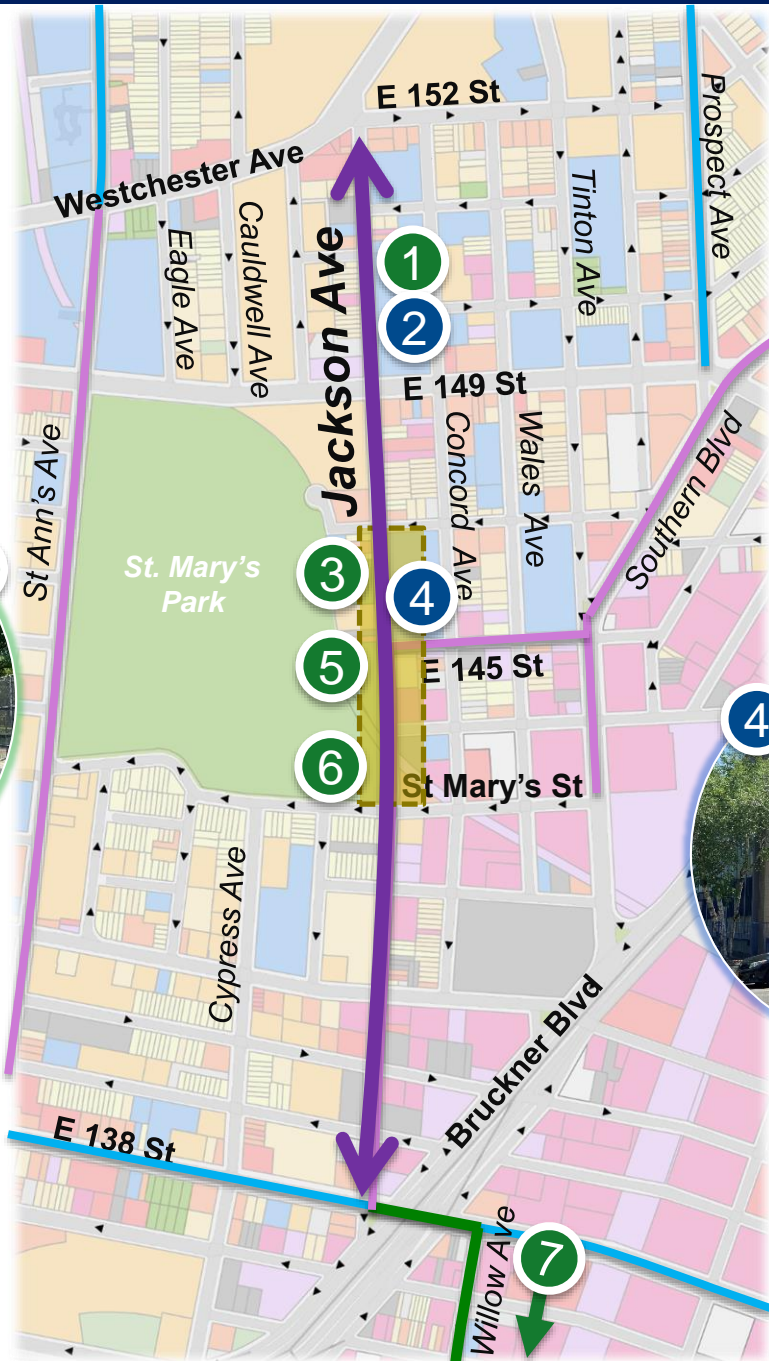 E 152 St
Prospect Ave
Westchester Ave
Tinton Ave
Cauldwell Ave
Eagle Ave
Jackson Ave
1
2
E 149 St
Concord Ave
Wales Ave
Southern Blvd
St Ann's Ave
St. Mary's
Park
3
4
5
E 145 St
6
St Mary's St
4
Cypress Ave
Bruckner Blvd
E 138 St
Willow Ave
7